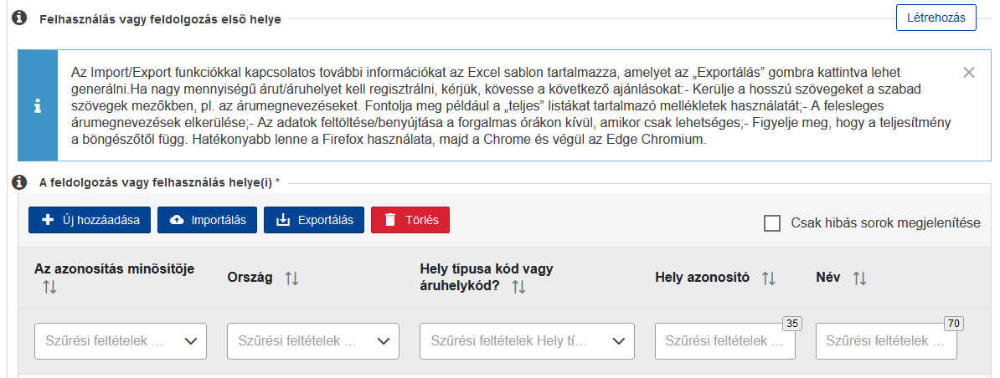 Felhasználás vagy feldolgozás első helye
Létrehozás
Az Import/Export funkciókkal kapcsolatos további információkat az Excel sablon tartalmazza, amelyet az „Exportálás” gombra kattintva lehet
generálni.Ha nagy mennyiségű árut/áruhelyet kell regisztrálni, kérjük, kövesse a következő ajánlásokat:- Kerülje a hosszú szövegeket a szabad
szövegek mezőkben, pl. az árumegnevezéseket. Fontolja meg például a „teljes” listákat tartalmazó mellékletek használatát;- A felesleges
árumegnevezések elkerülése;- Az adatok feltöltése/benyújtása a forgalmas órákon kívül, amikor csak lehetséges;- Figyelje meg, hogy a teljesítmény
a böngészőtől függ. Hatékonyabb lenne a Firefox használata, majd a Chrome és végül az Edge Chromium.
A feldolgozás vagy felhasználás helye(i) *
Új hozzáadása
Importálás
Exportálás
Törlés
Csak hibás sorok megjelenítése
Az azonosítás minősítője
Ország
Hely típusa kód vagy
áruhelykód?
Hely azonosító
Név
Szűrési feltételek ...
Szűrési feltételek ...
Szűrési feltételek Hely tí...
35
Szűrési feltételek ...
70
Szűrési feltételek ...